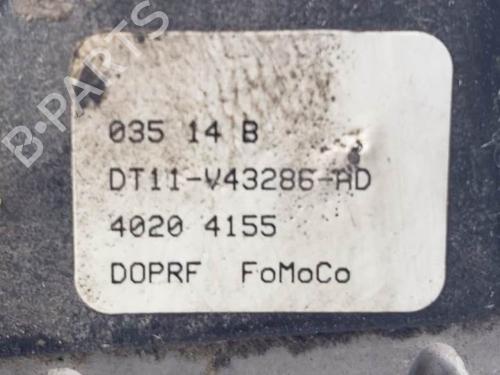 B-PARTS
035 14 B
DT11-V43286-AD
4020 4155
DOPRF FoMoCo